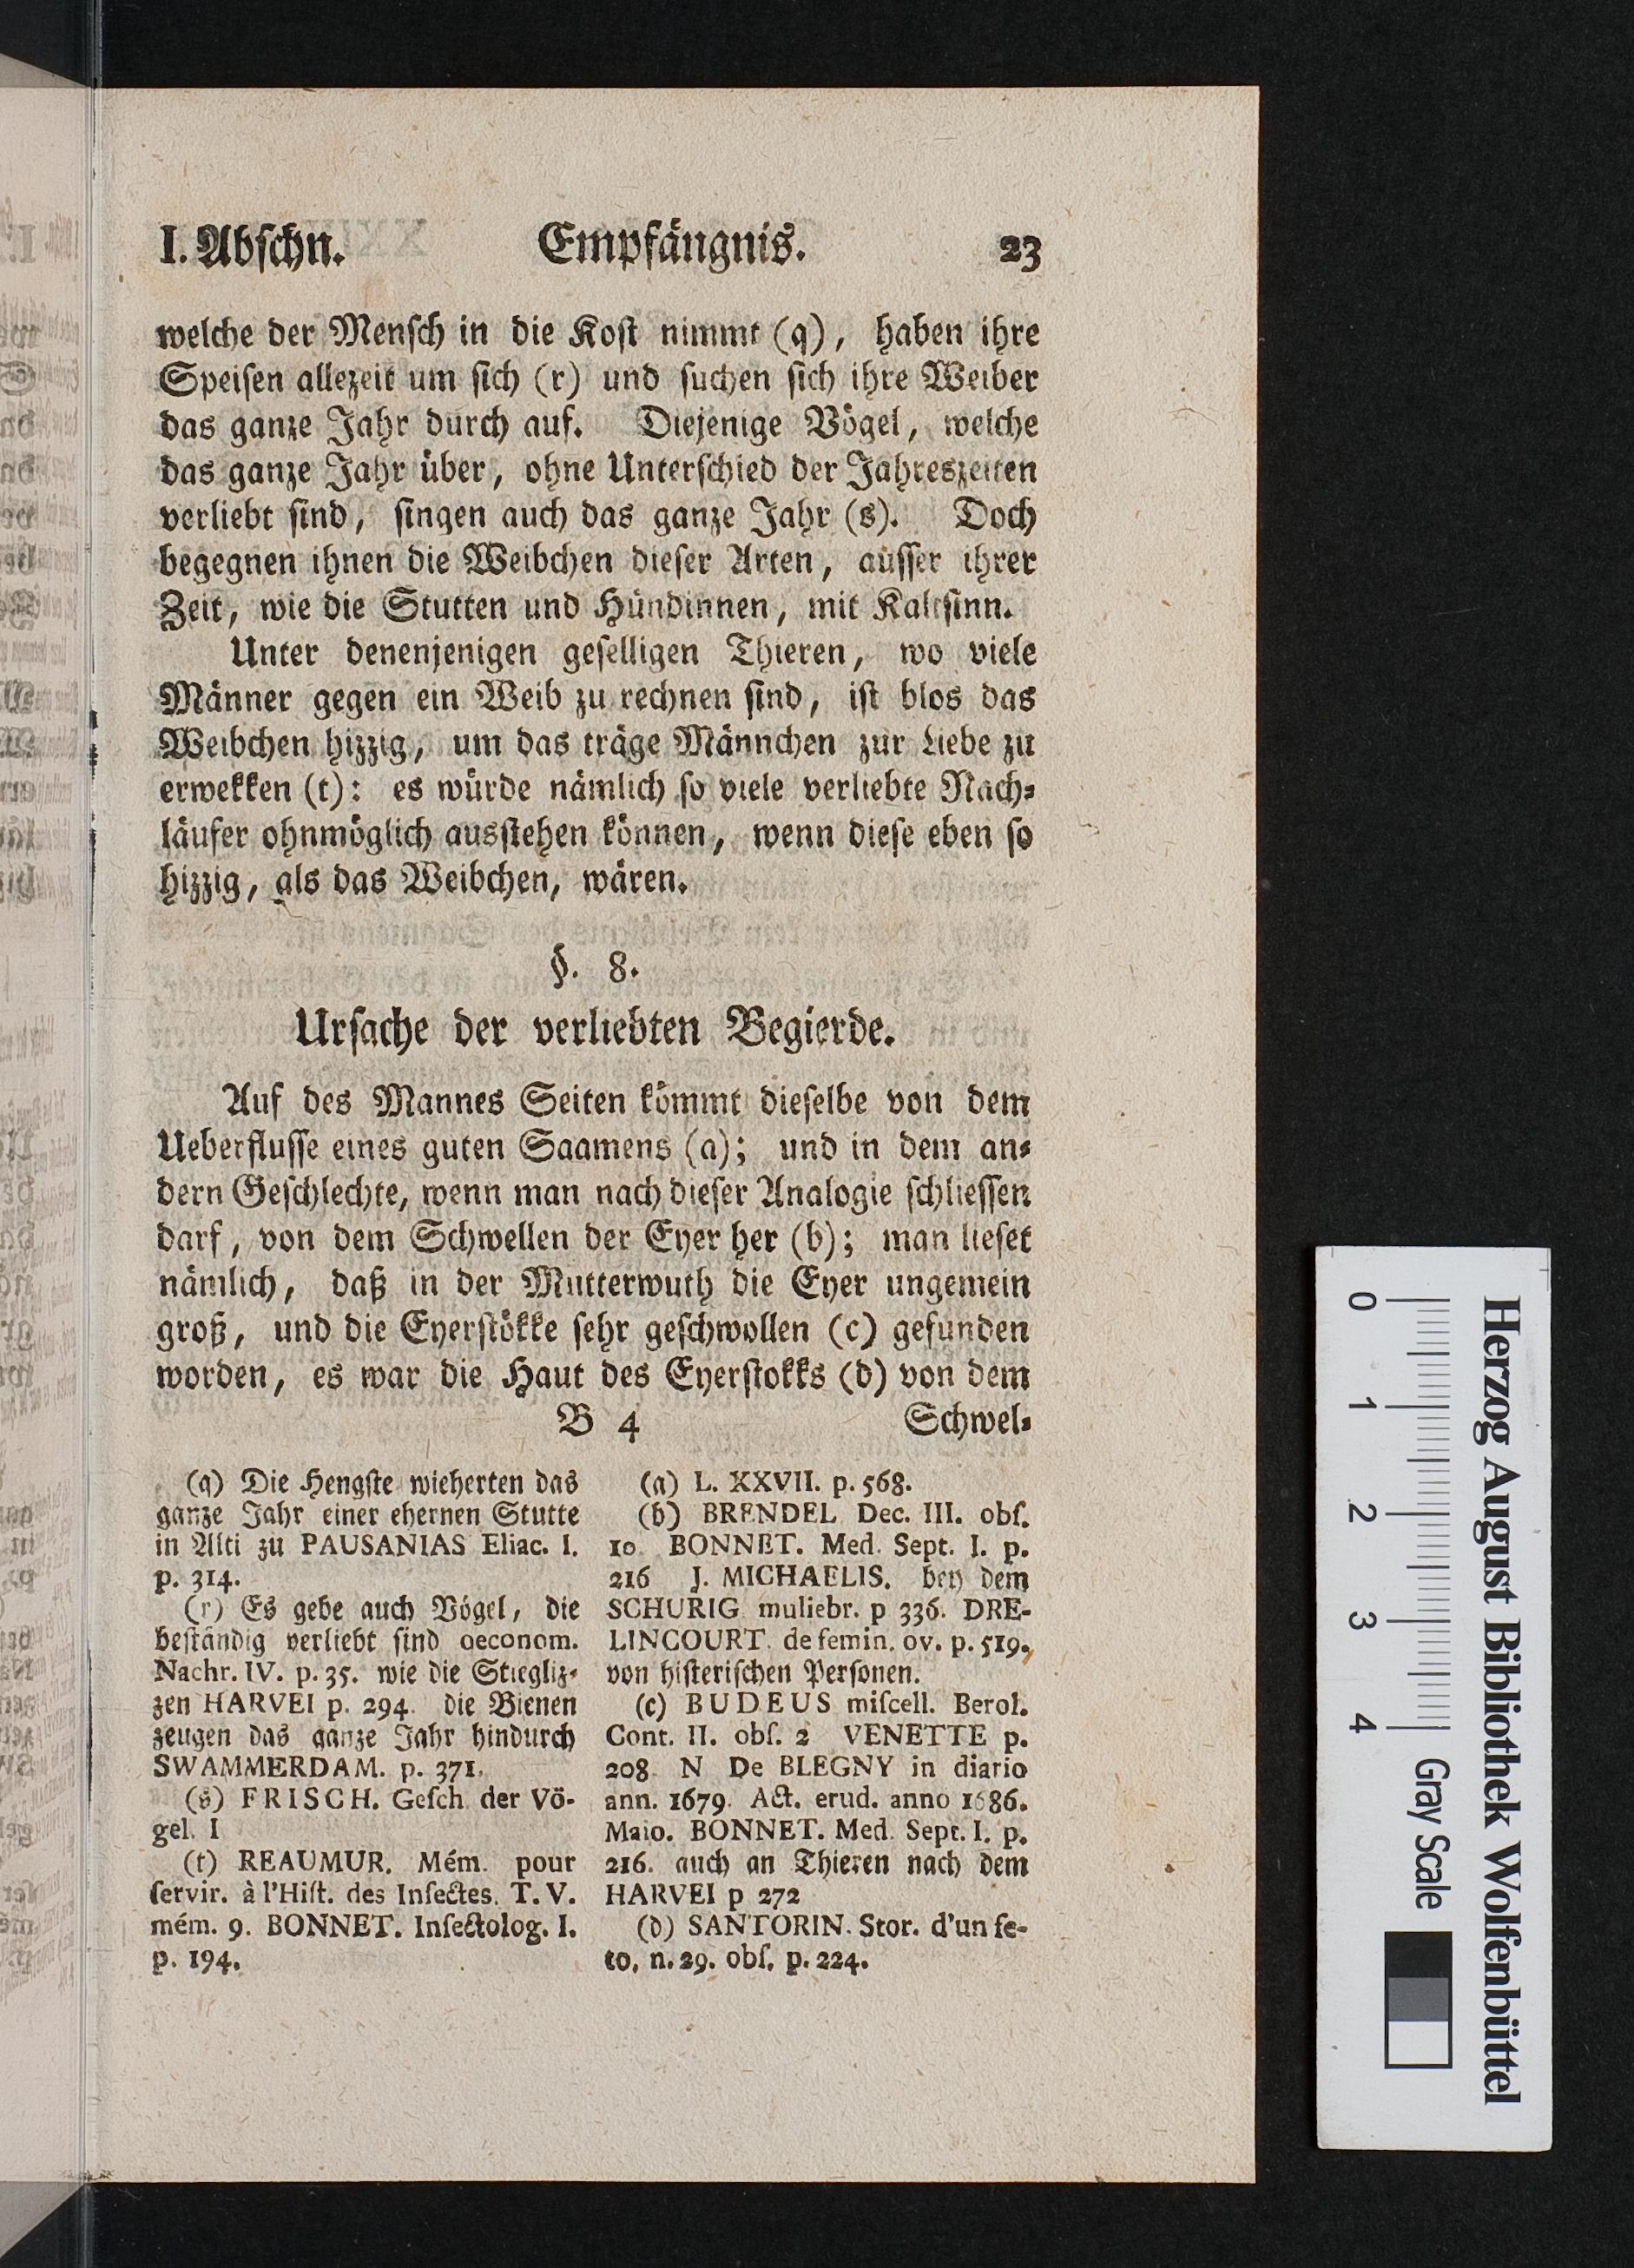 I. Abſchn. Empfängnis. 23
welche der Menſch in die Koſt nimmt (q), haben ihre
Speiſen allezeit um ſich (r) und ſuchen ſich ihre Weiber
das ganze Jahr durch auf. Diejenige Vögel, welche
das ganze Jahr über, ohne Unterſchied der Jahreszeiten
verliebt ſind, ſingen auch das ganze Jahr (s). Doch
begegnen ihnen die Weibchen dieſer Arten, auſſer ihrer
Zeit, wie die Stutten und Hündinnen, mit Kaltſinn.
Unter denenjenigen geſelligen Thieren, wo viele
Männer gegen ein Weib zu rechnen ſind, iſt blos das
Weibchen hizzig, um das träge Männchen zur Liebe zu
erwekken (t): es würde nämlich ſo viele verliebte Nach⸗
läufer ohnmöglich ausſtehen können, wenn dieſe eben ſo
hizzig, als das Weibchen, wären.
§. 8.
Urſache der verliebten Begierde.
Auf des Mannes Seiten kömmt dieſelbe von dem
Ueberfluſſe eines guten Saamens (a); und in dem an⸗
dern Geſchlechte, wenn man nach dieſer Analogie ſchlieſſen
darf, von dem Schwellen der Eyer her (b); man lieſet
nämlich, daß in der Mutterwuth die Eyer ungemein
groß, und die Eyerſtökke ſehr geſchwollen (c) gefunden
worden, es war die Haut des Eyerſtokks (d) von dem
B 4 Schwel⸗
(q) Die Hengſte wieherten das
ganze Jahr einer ehernen Stutte
in Alti zu PAUSANIAS Eliac. I.
p. 314.
(r) Es gebe auch Vögel, die
beſtändig verliebt ſind oeconom.
Nachr. IV. p. 35. wie die Stiegliz⸗
zen HARVEI p. 294. die Bienen
zeugen das ganze Jahr hindurch
SWAMMERDAM. p. 371.
(s) FRISCH. Geſch. der Vö-
gel. I
(t) REAUMUR. Mém. pour
ſervir. à l'Hiſt. des Inſectes. T. V.
mém. 9. BONNET. Inſectolog. I.
p. 194.
(a) L. XXVII. p. 568.
(b) BRENDEL Dec. III. obſ.
10. BONNET. Med. Sept. I. p.
216 J. MICHAELIS. bey dem
SCHURIG muliebr. p 336. DRE-
LINCOURT. de femin. ov. p. 519.
von hiſteriſchen Perſonen.
(c) BUDEUS miſcell. Berol.
Cont. II. obſ. 2 VENETTE p.
208. N De BLEGNY in diario
ann. 1679. Act. erud. anno 1686.
Maio. BONNET. Med. Sept. I. p.
216. auch an Thieren nach dem
HARVEI p 272
(d) SANTORIN. Stor. d'un fe-
to, n. 29. obſ. p. 224.
Herzog August Bibliothek Wolfenbüttel
0 1 2 3 4 Gray Scale